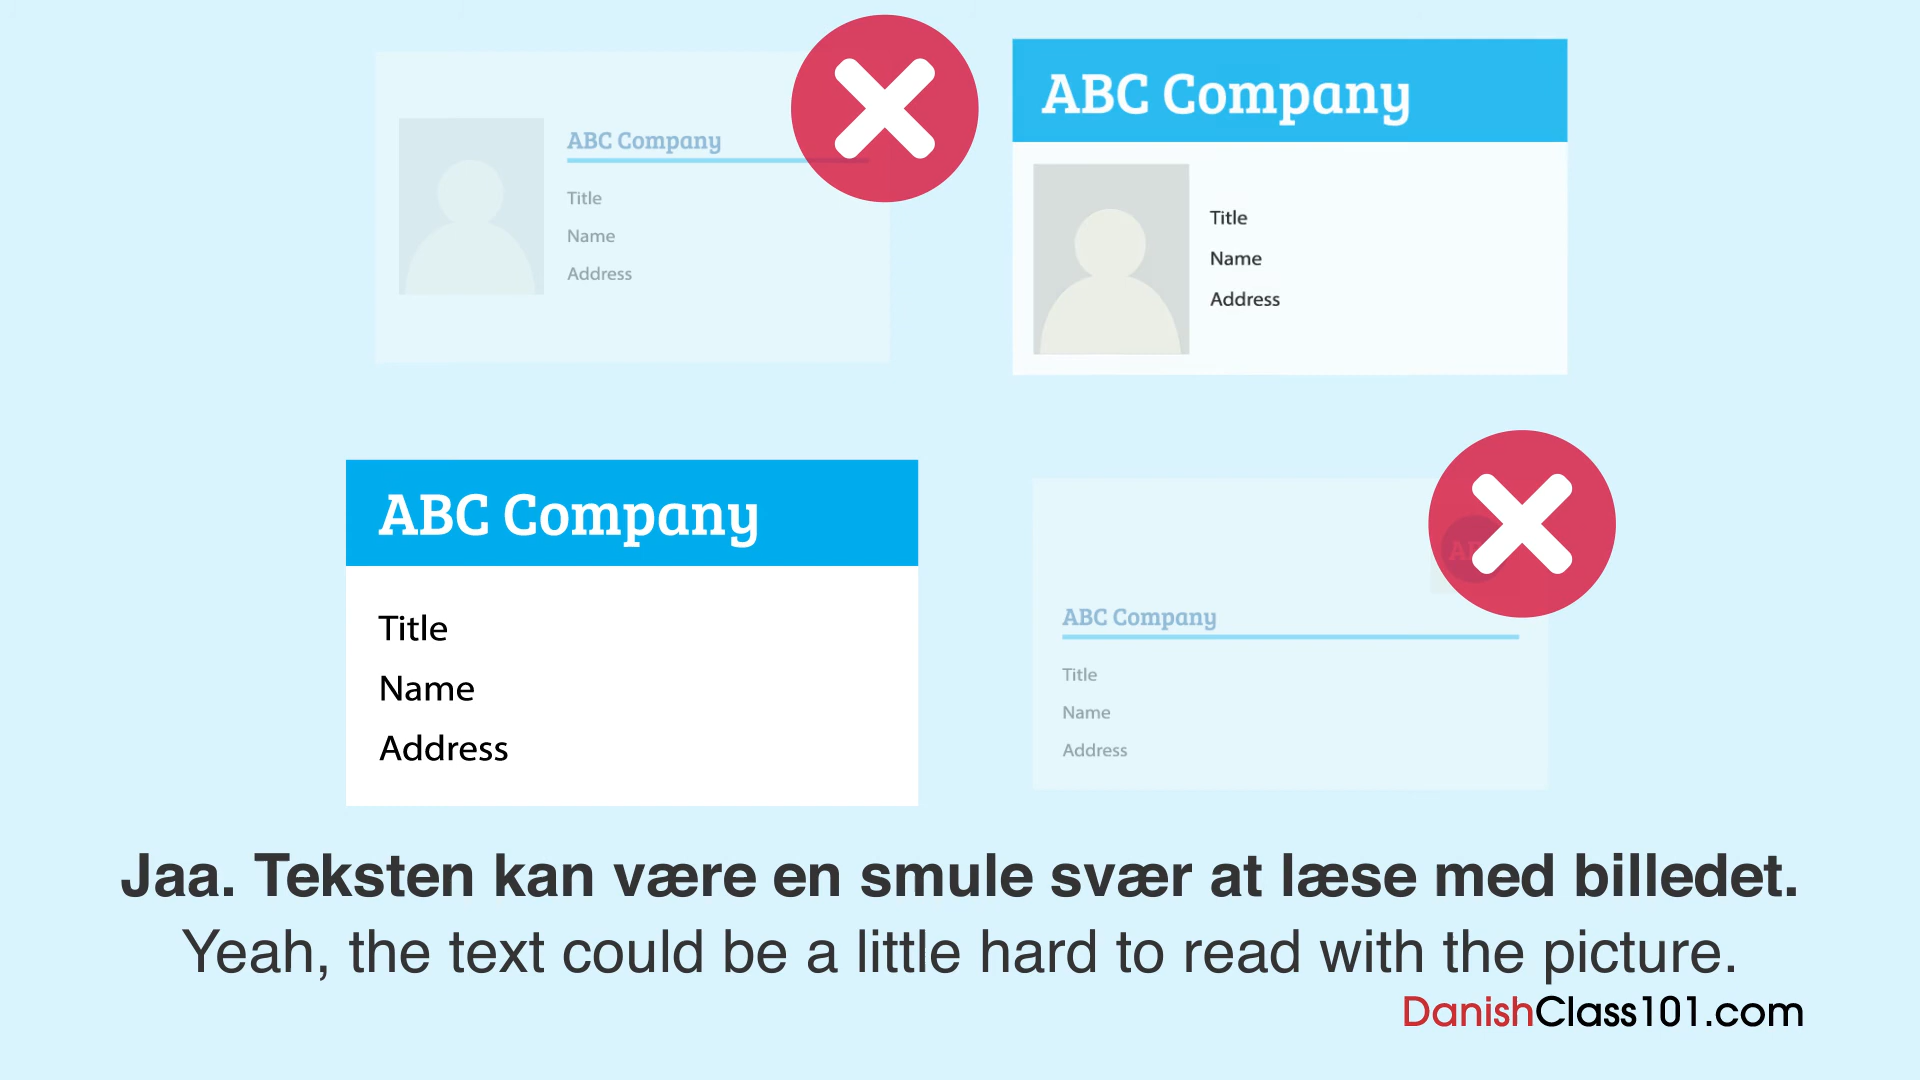 ABC Company
Title
Name
Address
ABC Company
Title
Name
Address
ABC Company
Title
Name
Address
ABC Company
Title
Name
Address
Jaa. Teksten kan være en smule svær at læse med billedet.
Yeah, the text could be a little hard to read with the picture.
DanishClass101.com